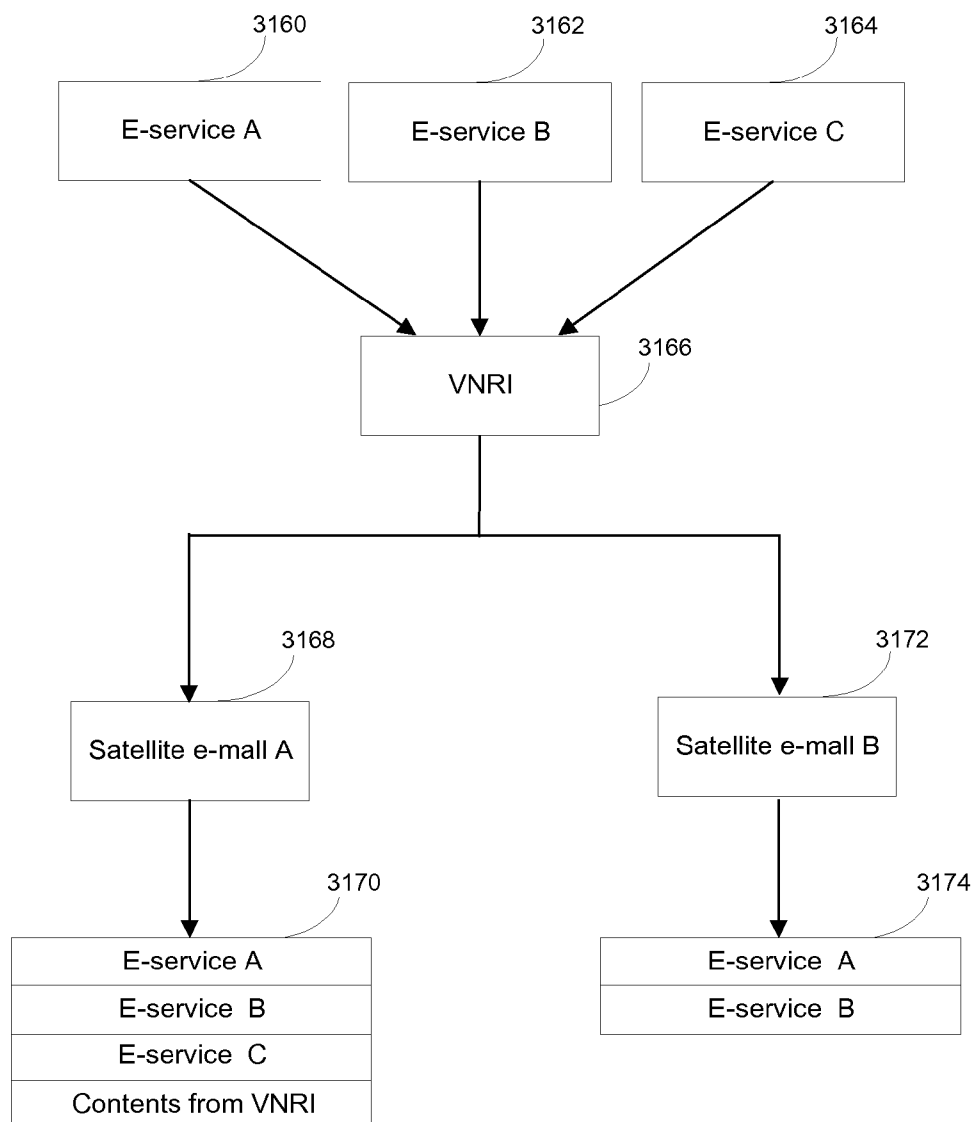 3160
3162
3164
E-service A
E-service B
E-service C
3166
VNRI
3168
3172
Satellite e-mall A
Satellite e-mall B
3170
3174
E-service A
E-service B
E-service C
Contents from VNRI
E-service A
E-service B